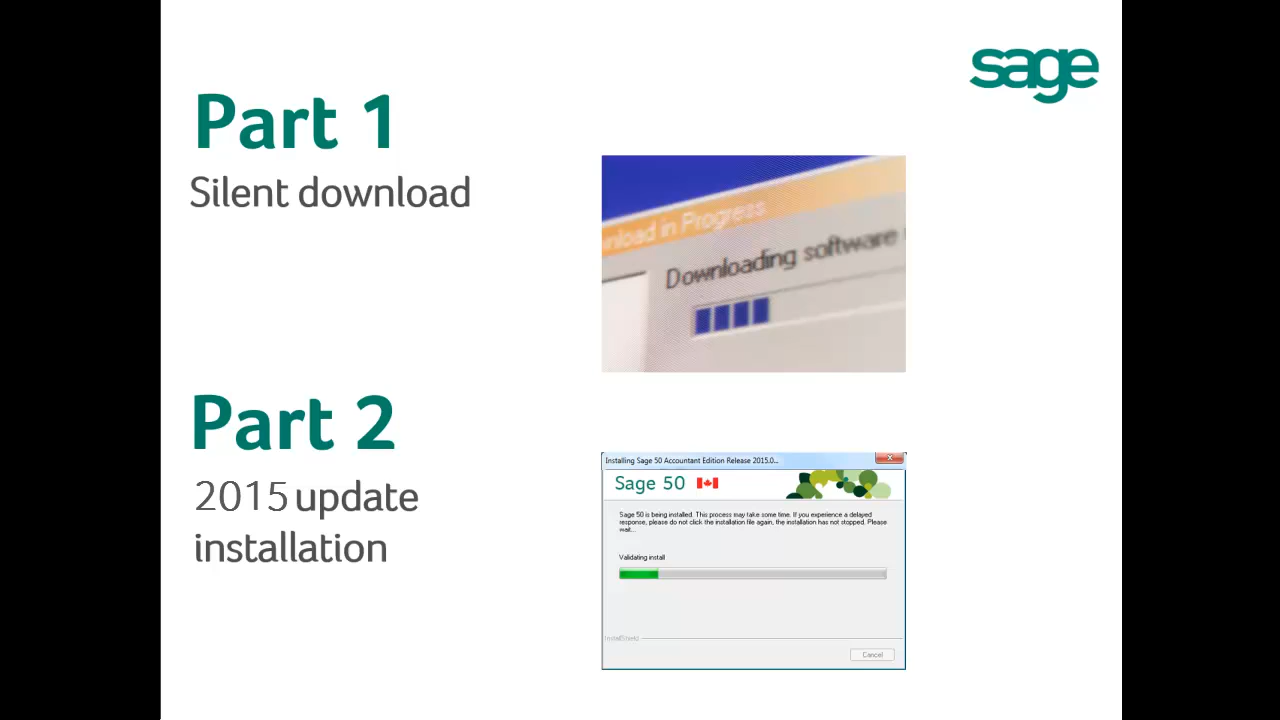 sage
Part 1
Silent download
nload in Progress
Downloading software
Part 2
2015 update
installation
Installing Sage 50 Accountant Edition Release 2015.0...
Sage 50
Sage 50 is being installed. This process may take some time. If you experience a delayed
response, please do not click the installation file again, the installation has not stopped. Please
wait...
Validating install
InstallShield
Cancel